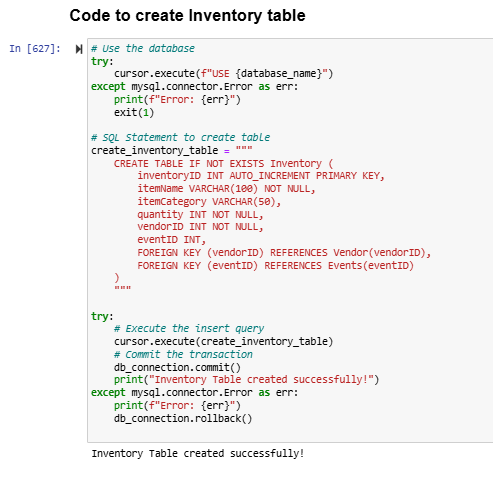 Code to create Inventory table
In [627]:
# Use the database
try:
    cursor.execute(f"USE {database_name}")
except mysql.connector.Error as err:
    print(f"Error: {err}")
    exit(1)

# SQL Statement to create table
create_inventory_table = """
    CREATE TABLE IF NOT EXISTS Inventory (
        inventoryID INT AUTO_INCREMENT PRIMARY KEY,
        itemName VARCHAR(100) NOT NULL,
        itemCategory VARCHAR(50),
        quantity INT NOT NULL,
        vendorID INT NOT NULL,
        eventID INT,
        FOREIGN KEY (vendorID) REFERENCES Vendor(vendorID),
        FOREIGN KEY (eventID) REFERENCES Events(eventID)
    )
    """

try:
    # Execute the insert query
    cursor.execute(create_inventory_table)
    # Commit the transaction
    db_connection.commit()
    print("Inventory Table created successfully!")
except mysql.connector.Error as err:
    print(f"Error: {err}")
    db_connection.rollback()

Inventory Table created successfully!